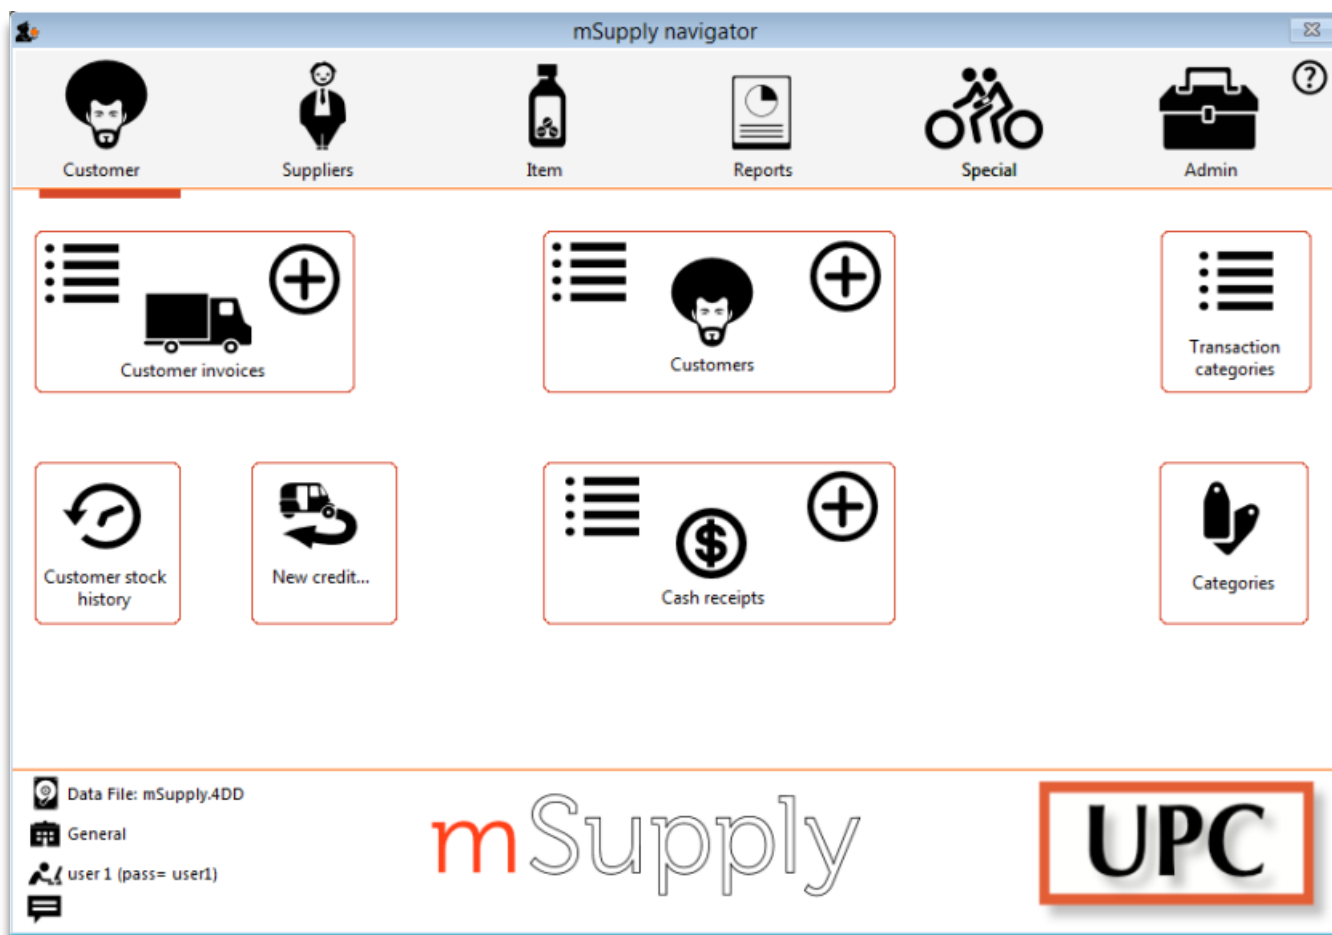 mSupply navigator
?
Customer
Suppliers
Item
Reports
Special
Admin
Customer invoices
Customers
Transaction
categories
Customer stock
history
New credit...
$
Cash receipts
Categories
Data File: mSupply.4DD
General
user 1 (pass= user1)
mSupply
UPC